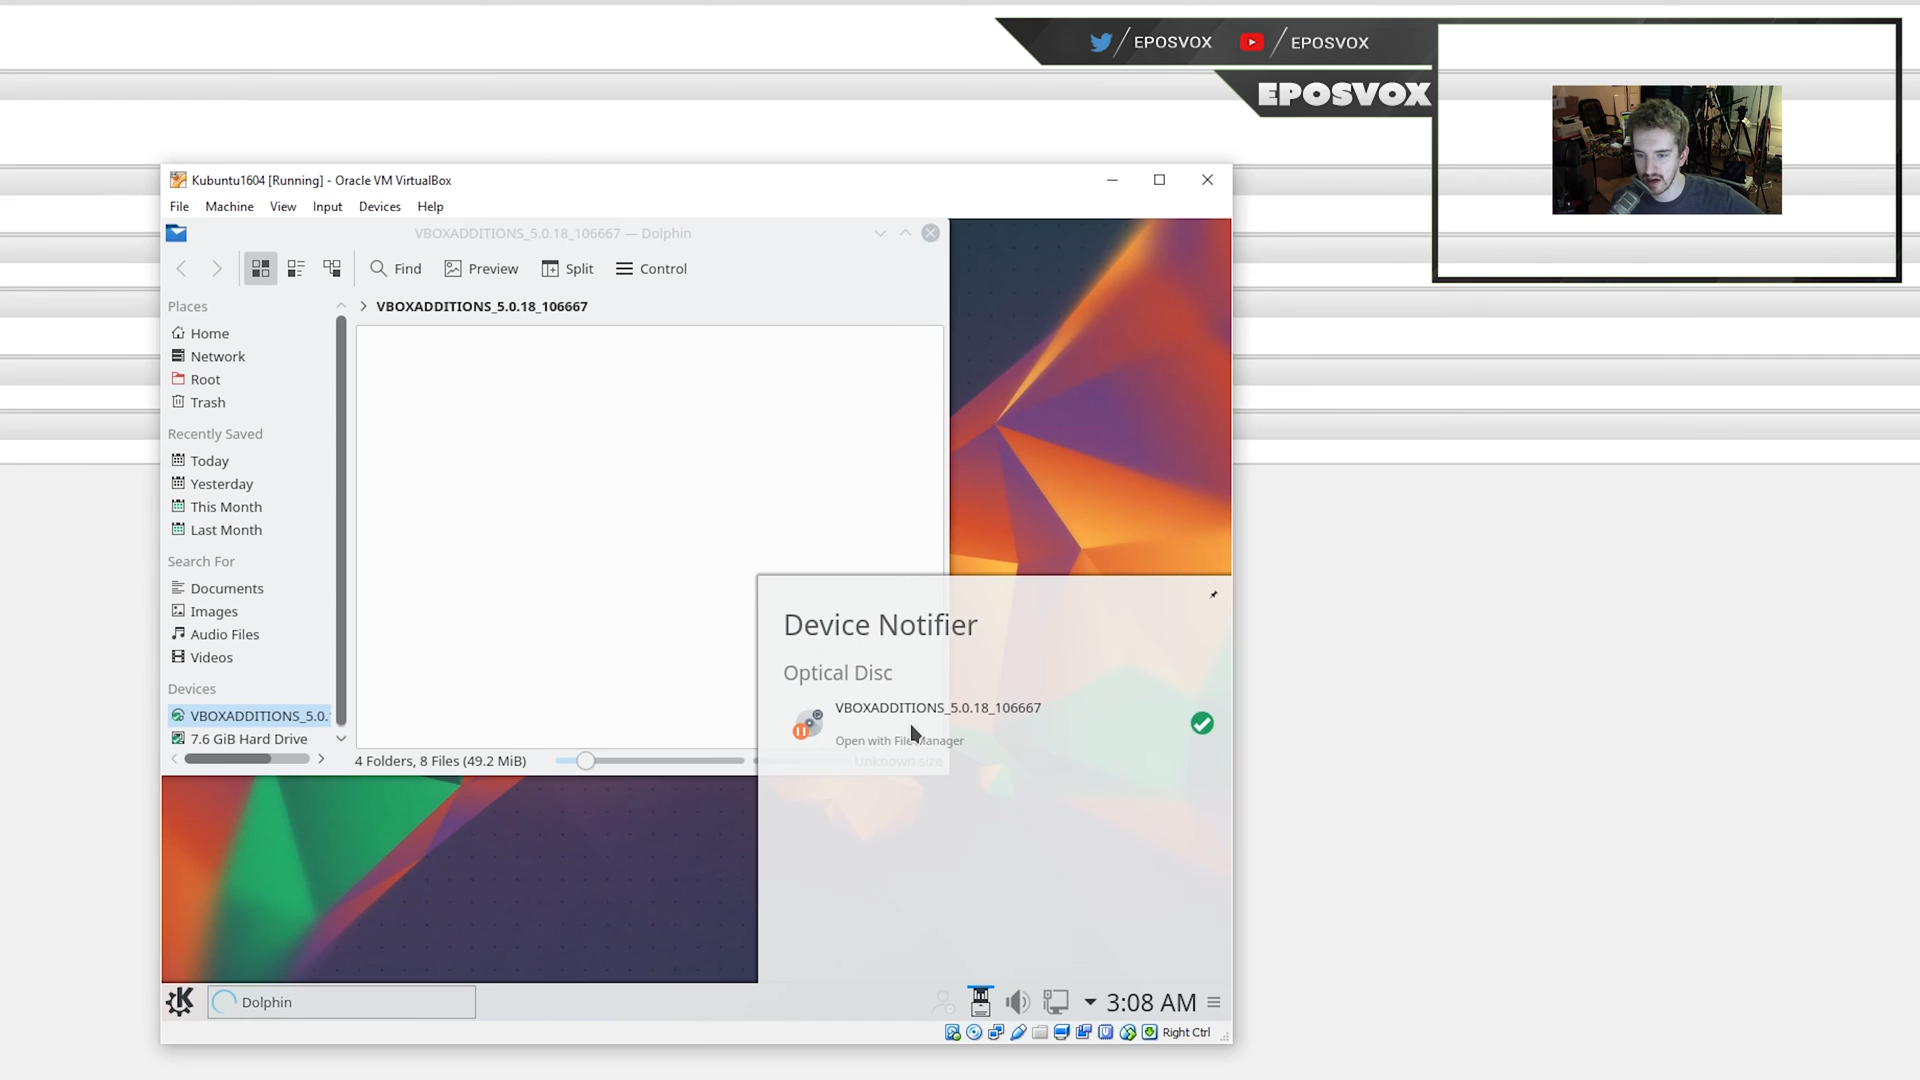 EPOSVOX
EPOSVOX
EPOSVOX
Kubuntu1604 [Running] - Oracle VM VirtualBox
File Machine View Input Devices Help
VBOXADDITIONS_5.0.18_106667 — Dolphin
Find Preview Split Control
Places
VBOXADDITIONS_5.0.18_106667
Home
Network
Root
Trash
Recently Saved
Today
Yesterday
This Month
Last Month
Search For
Documents
Images
Audio Files
Videos
Devices
VBOXADDITIONS_5.0.
7.6 GiB Hard Drive
4 Folders, 8 Files (49.2 MiB)
Unknown size
Device Notifier
Optical Disc
VBOXADDITIONS_5.0.18_106667
Open with File Manager
Dolphin
3:08 AM
Right Ctrl